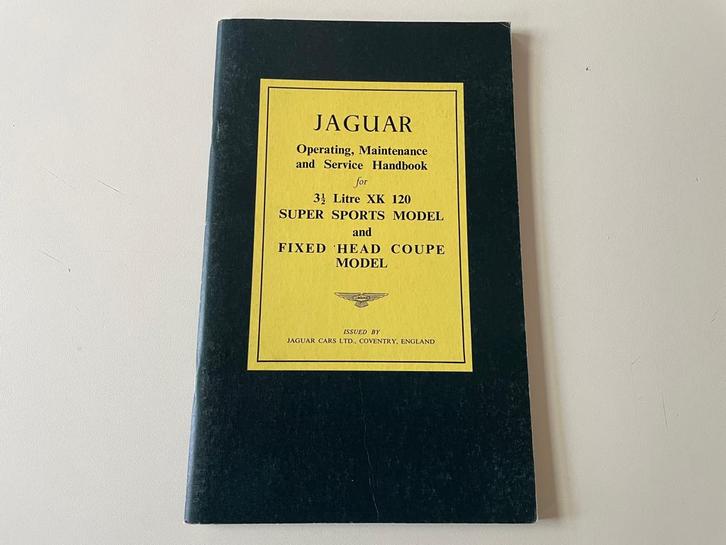 JAGUAR
Operating, Maintenance
and Service Handbook
for
3½ Litre XK 120
SUPER SPORTS MODEL
and
FIXED HEAD COUPE
MODEL
ISSUED BY
JAGUAR CARS LTD., COVENTRY, ENGLAND